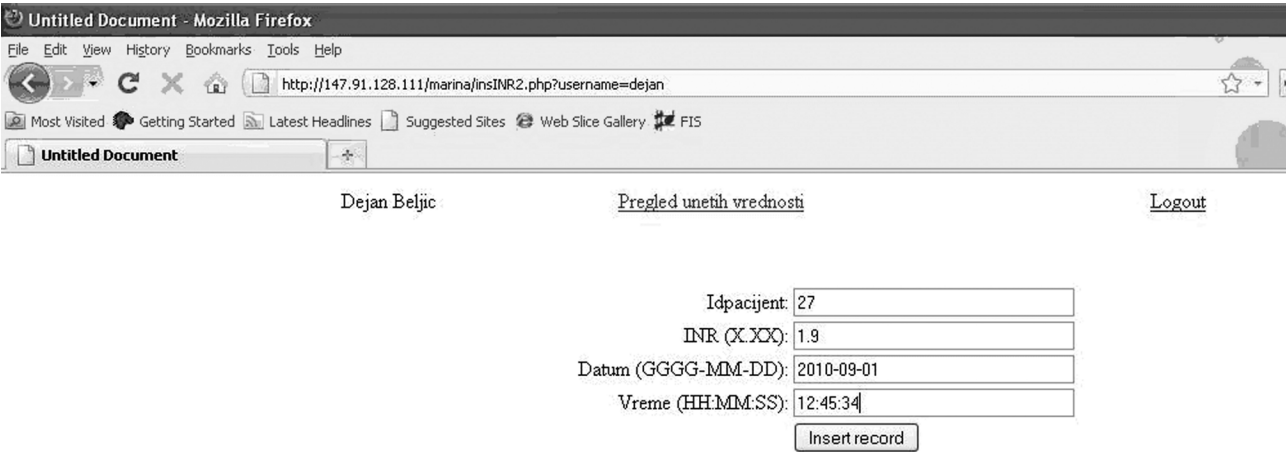 Untitled Document - Mozilla Firefox
File Edit View History Bookmarks Tools Help
http://147.91.128.111/marina/insINR2.php?username=dejan
Most Visited Getting Started Latest Headlines Suggested Sites Web Slice Gallery FIS
Untitled Document
Dejan Beljic Pregled unetih vrednosti Logout
Idpacijent: 27
INR (X.XX): 1.9
Datum (GGGG-MM-DD): 2010-09-01
Vreme (HH:MM:SS): 12:45:34
Insert record